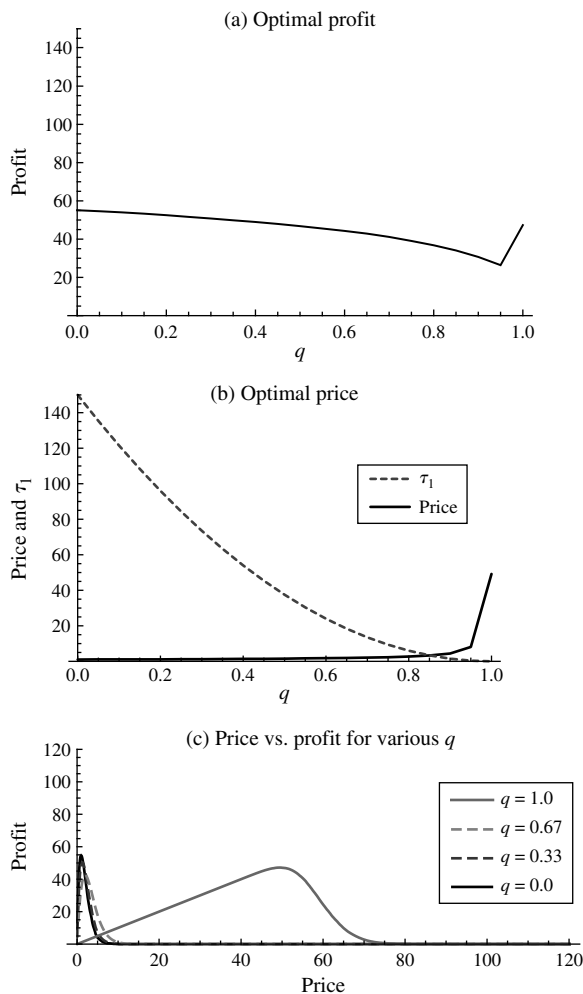 (a) Optimal profit
140
120
100
80
60
40
20
Profit
0.0 0.2 0.4 0.6 0.8 1.0
q
(b) Optimal price
140
120
100
80
60
40
20
Price and τ1
τ1
Price
0.0 0.2 0.4 0.6 0.8 1.0
q
(c) Price vs. profit for various q
120
100
80
60
40
20
Profit
q = 1.0
q = 0.67
q = 0.33
q = 0.0
0 20 40 60 80 100 120
Price